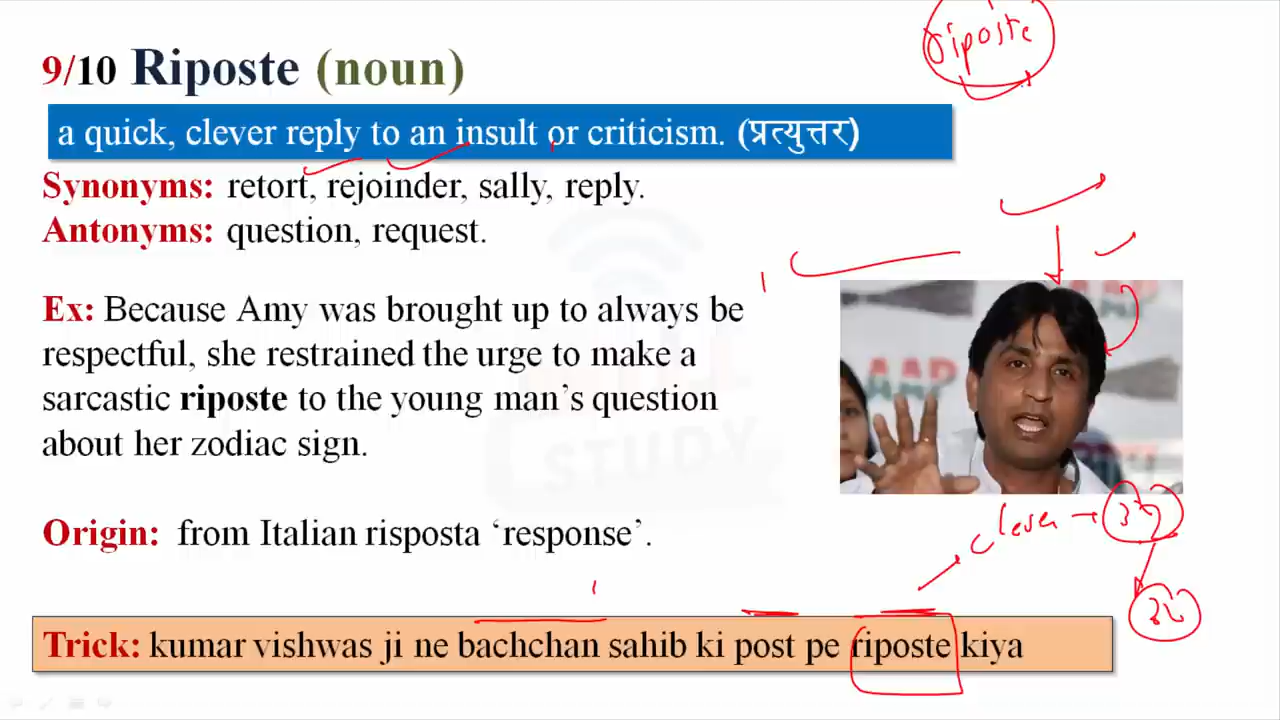 riposte
9/10 Riposte (noun)
a quick, clever reply to an insult or criticism. (प्रत्युत्तर)
Synonyms: retort, rejoinder, sally, reply.
Antonyms: question, request.
Ex: Because Amy was brought up to always be
respectful, she restrained the urge to make a
sarcastic riposte to the young man's question
about her zodiac sign.
AAP
STUDY
Origin: from Italian risposta ‘response’.
clever
32
Trick: kumar vishwas ji ne bachchan sahib ki post pe riposte kiya